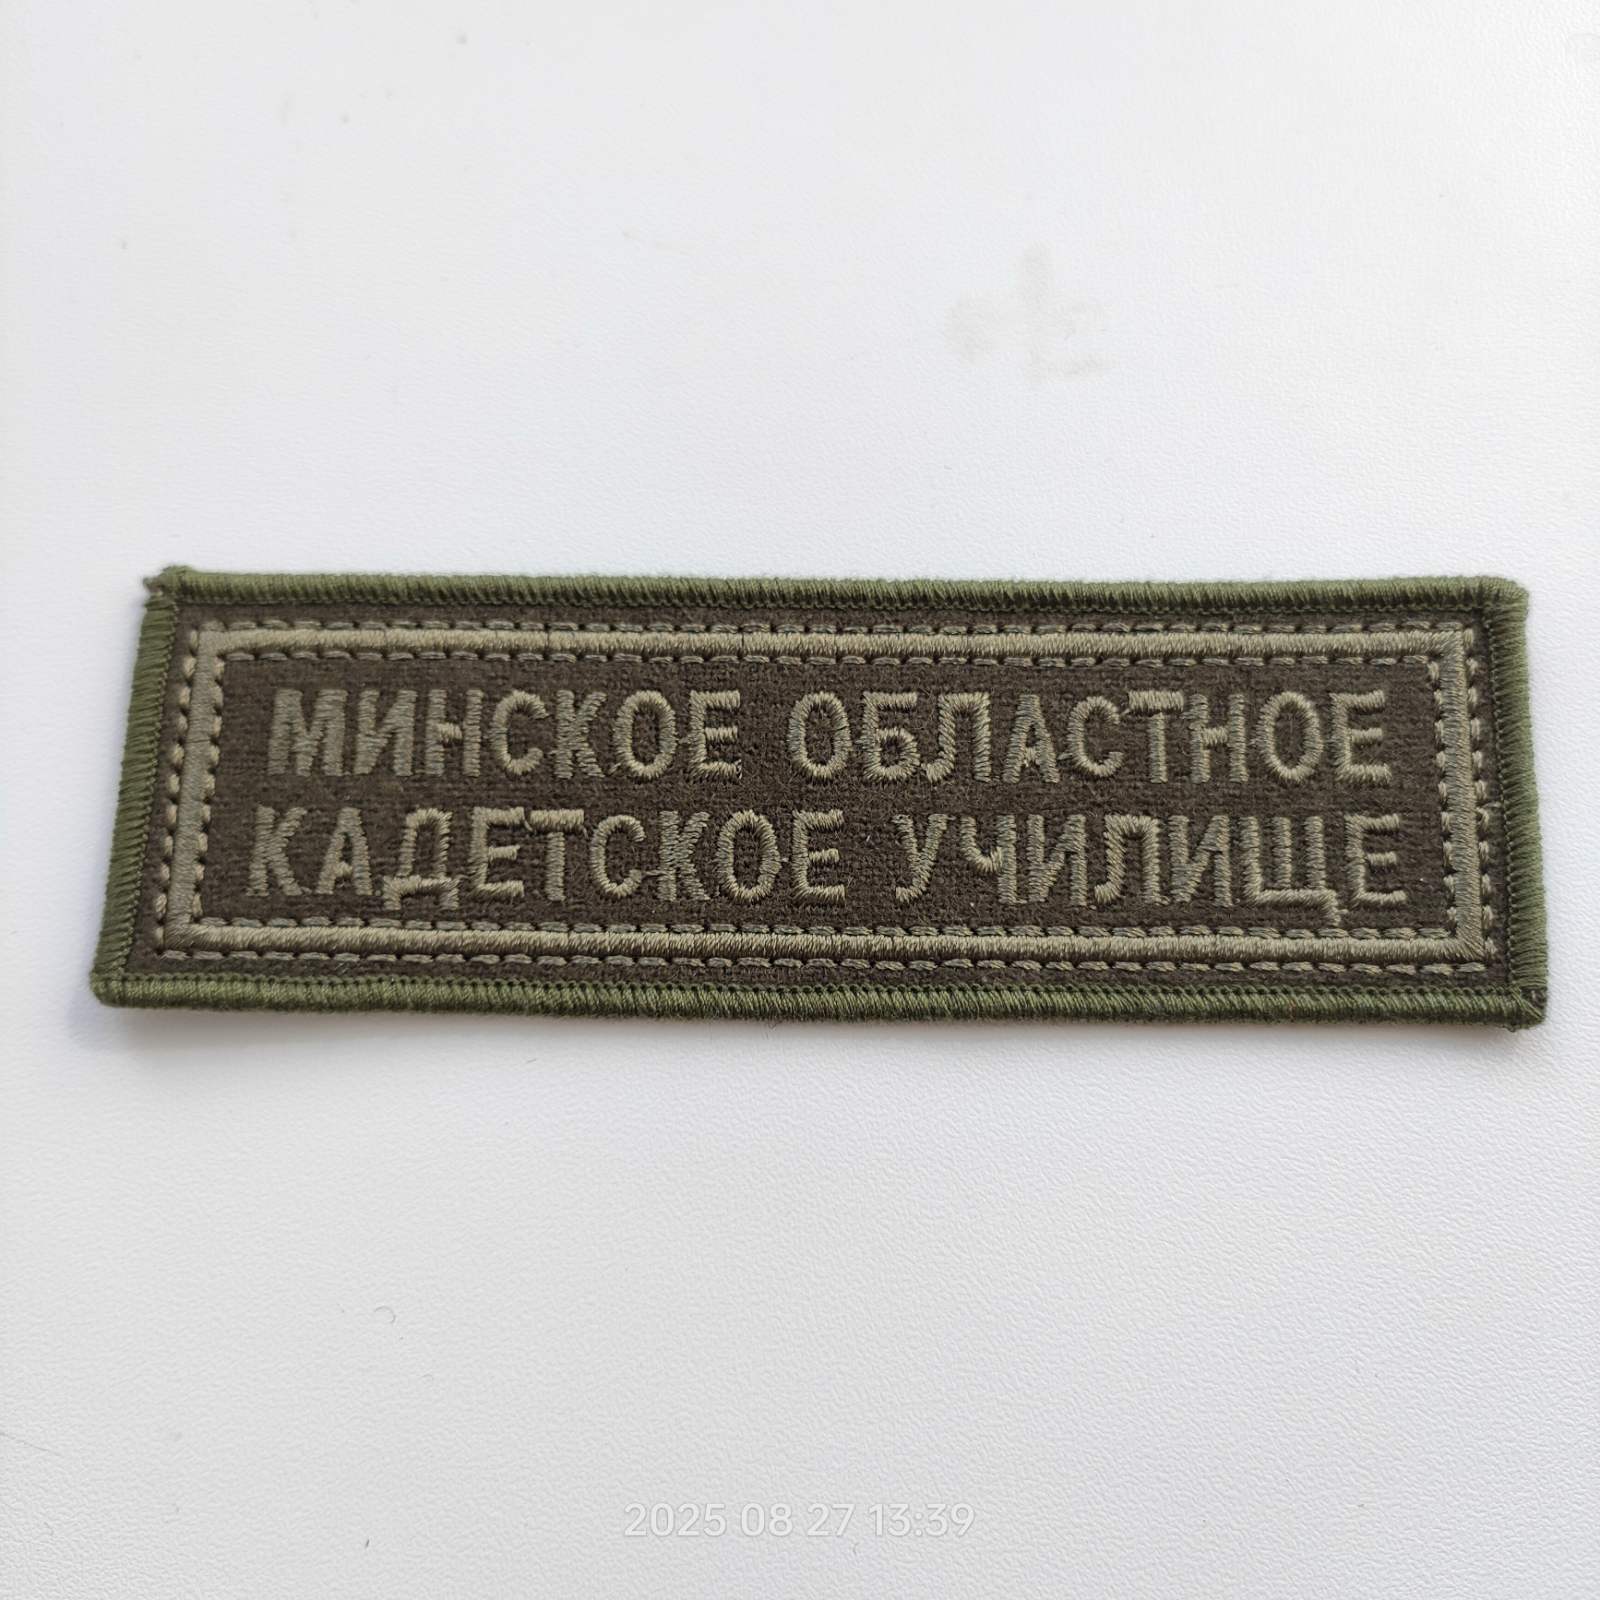 МИНСКОЕ ОБЛАСТНОЕ
КАДЕТСКОЕ УЧИЛИЩЕ
2025 08 27 13:39